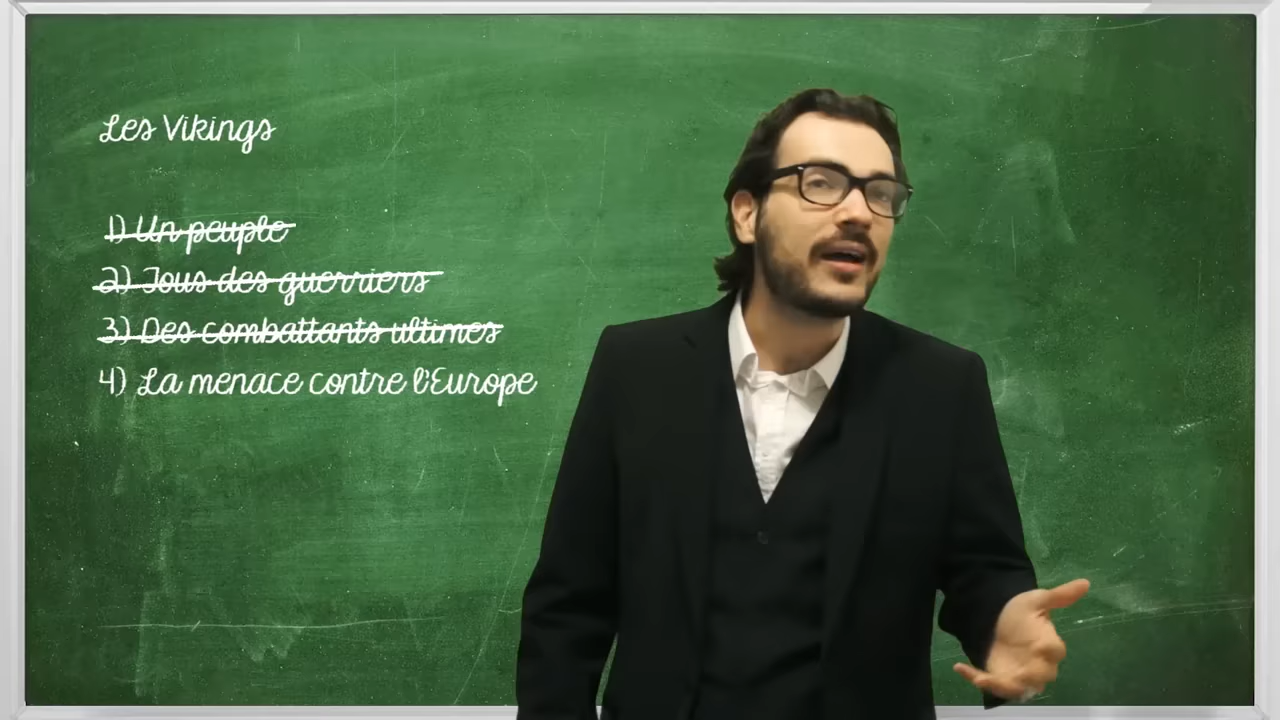 Les Vikings
1) Un peuple
2) Tous des guerriers
3) Des combattants ultimes
4) La menace contre l'Europe